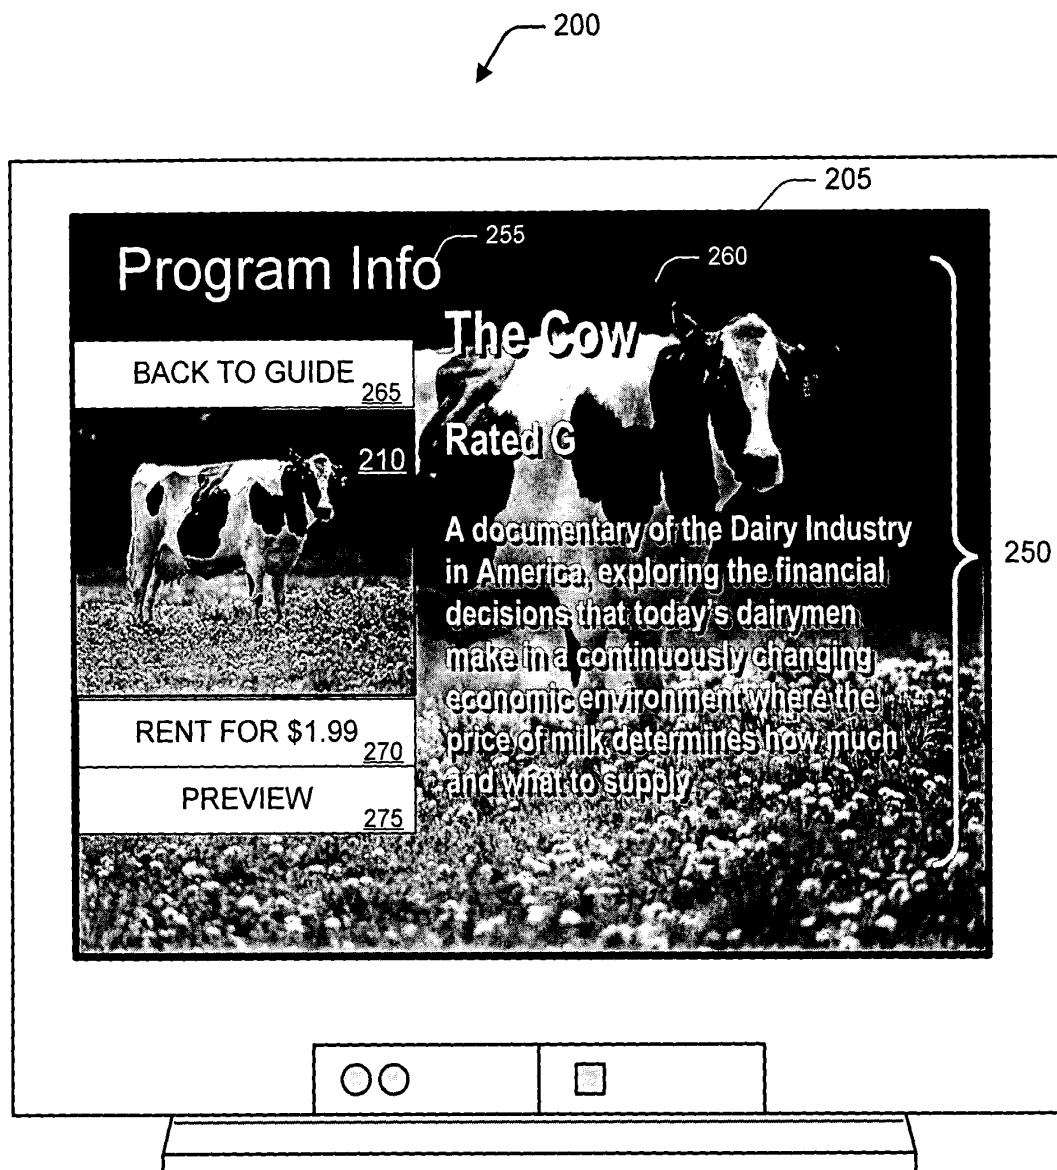 200
205
Program Info
255
260
The Cow
BACK TO GUIDE
265
Rated G
210
A documentary of the Dairy Industry
in America, exploring the financial
decisions that today's dairymen
make in a continuously changing
economic environment where the
price of milk determines how much
and what to supply
250
RENT FOR $1.99
270
PREVIEW
275